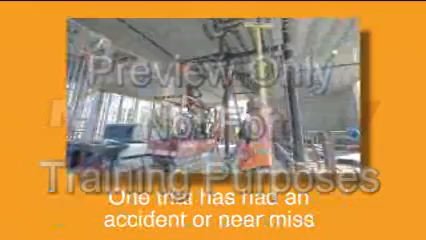 Preview Only
Not For
Training Purposes
One that has had an
accident or near miss